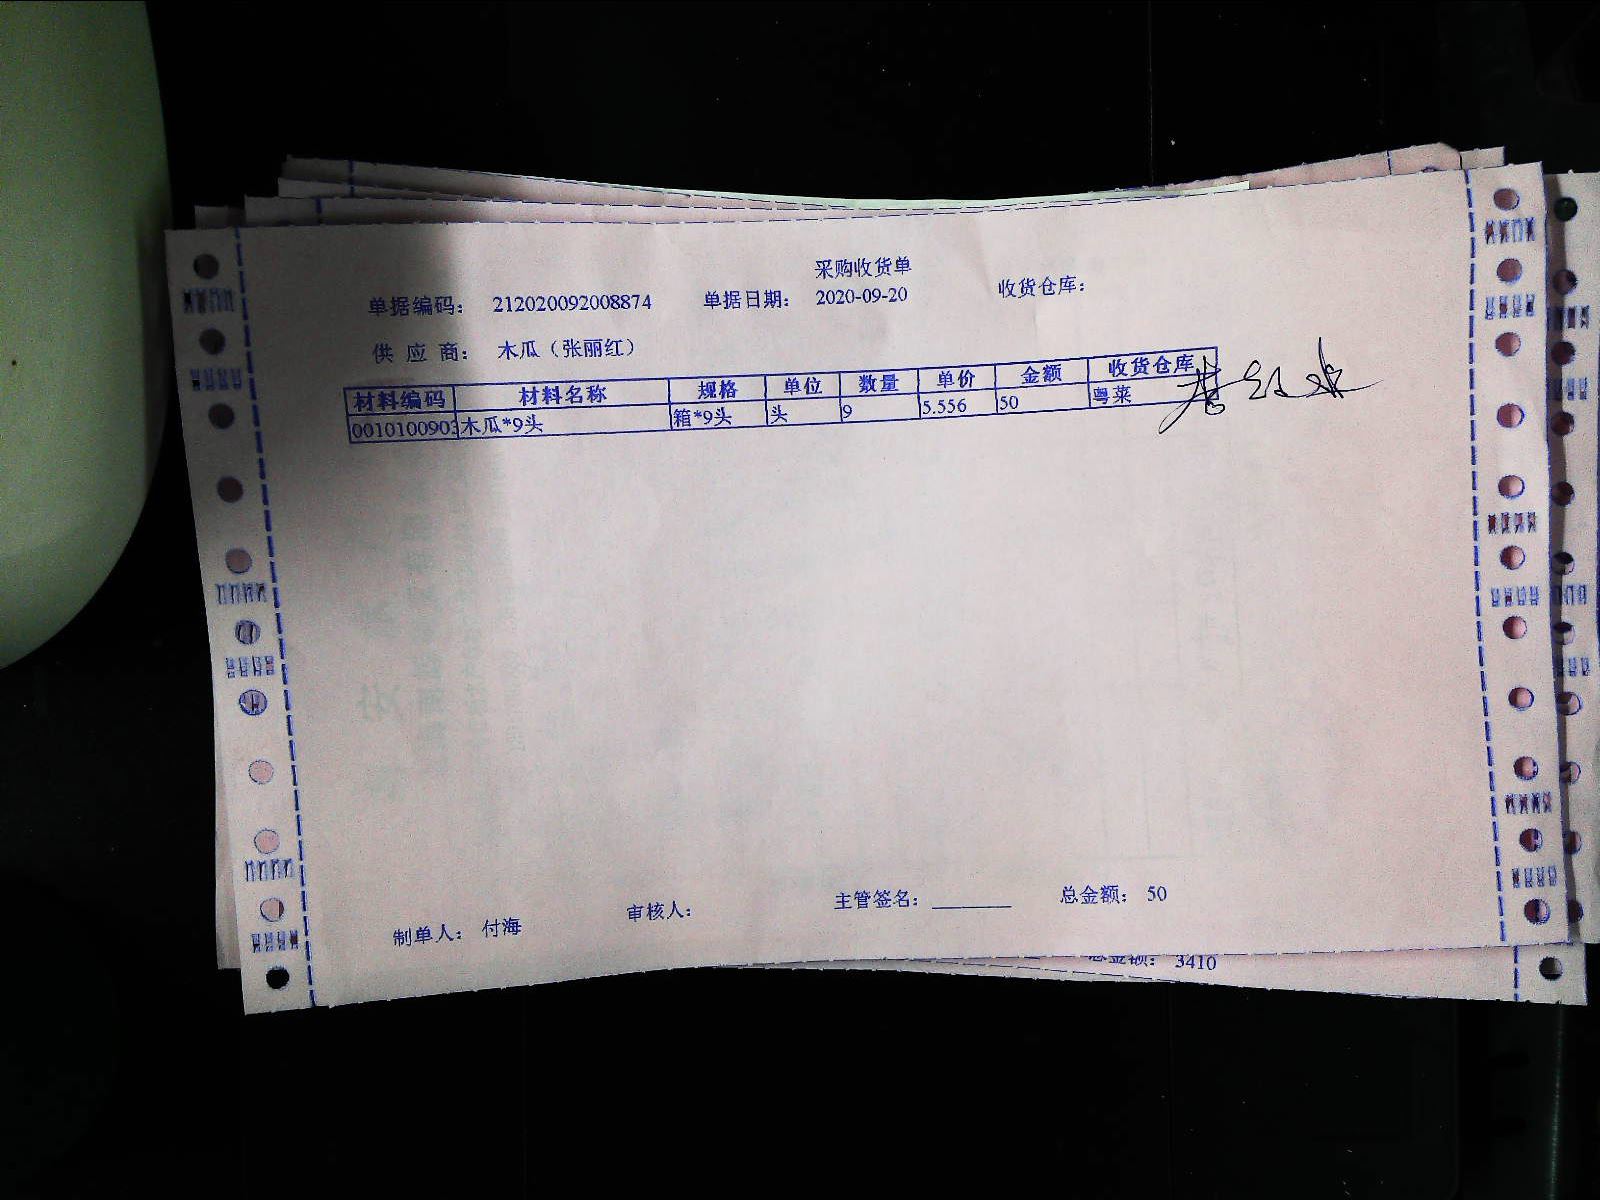 采购收货单
单据编码： 212020092008874 单据日期： 2020-09-20 收货仓库：
供 应 商： 木瓜（张丽红）
材料编码 材料名称 规格 单位 数量 单价 金额 收货仓库
0010100903 木瓜*9头 箱*9头 头 9 5.556 50 粤菜
制单人： 付海 审核人： 主管签名：________ 总金额： 50
总金额： 3410